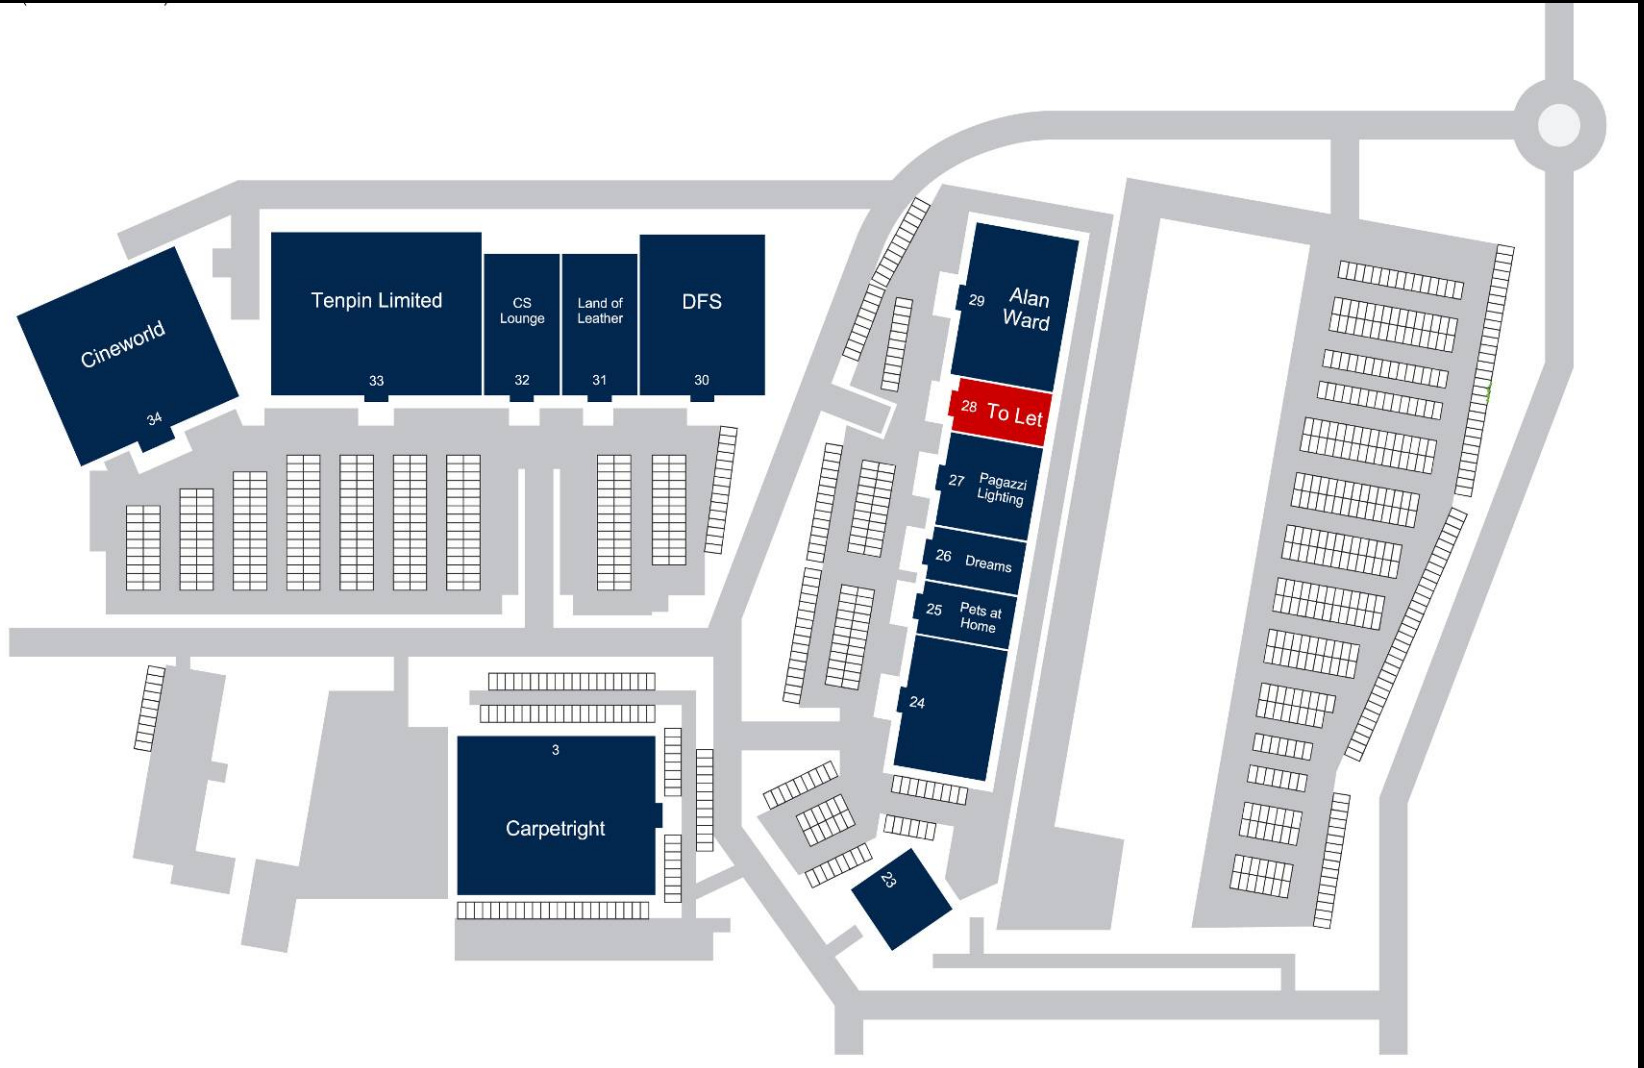 Cineworld
34
Tenpin Limited
33
CS
Lounge
32
Land of
Leather
31
DFS
30
29
Alan
Ward
28
To Let
27
Pagazzi
Lighting
26
Dreams
25
Pets at
Home
24
23
3
Carpetright